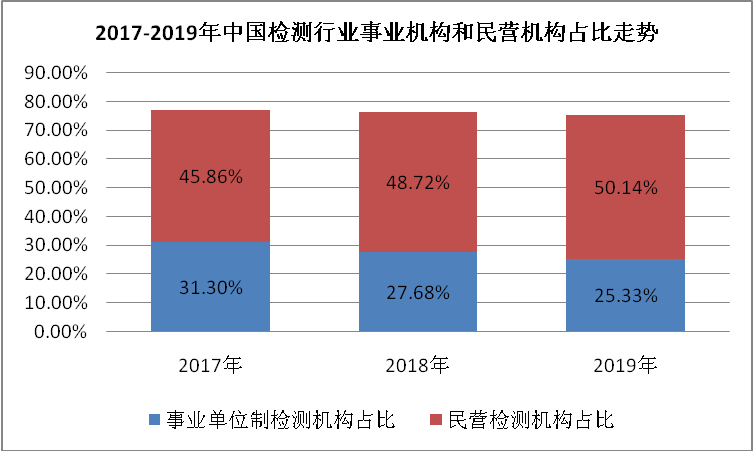 2017-2019年中国检测行业事业机构和民营机构占比走势
90.00%
80.00%
70.00%
60.00%
50.00%
40.00%
30.00%
20.00%
10.00%
0.00%
45.86%
48.72%
50.14%
31.30%
27.68%
25.33%
2017年
2018年
2019年
事业单位制检测机构占比
民营检测机构占比